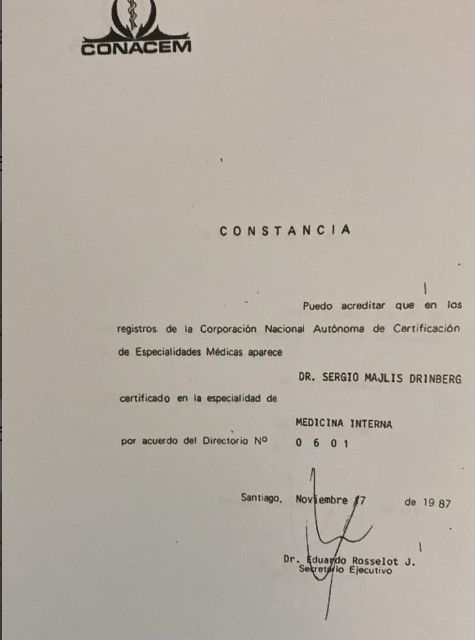 CONACEM
CONSTANCIA
Puedo acreditar que en los
registros de la Corporación Nacional Autónoma de Certificación
de Especialidades Médicas aparece
DR. SERGIO MAJLIS DRINBERG
certificado en la especialidad de
MEDICINA INTERNA
por acuerdo del Directorio Nº 0 6 0 1
Santiago, Noviembre 17 de 1987
Dr. Eduardo Rosselot J.
Secretario Ejecutivo